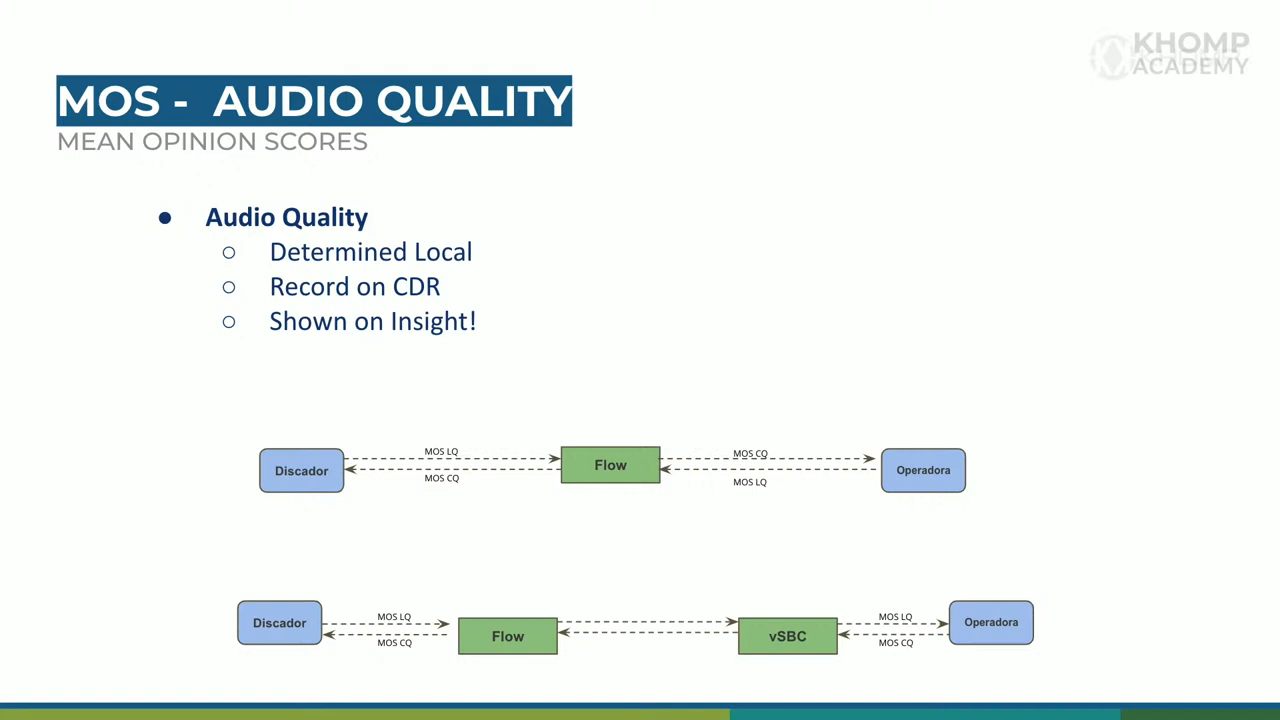 KHOMP
ACADEMY
MOS - AUDIO QUALITY
MEAN OPINION SCORES
● Audio Quality
○ Determined Local
○ Record on CDR
○ Shown on Insight!
Discador
MOS LQ
MOS CQ
Flow
MOS CQ
MOS LQ
Operadora
Discador
MOS LQ
MOS CQ
Flow
vSBC
MOS LQ
MOS CQ
Operadora